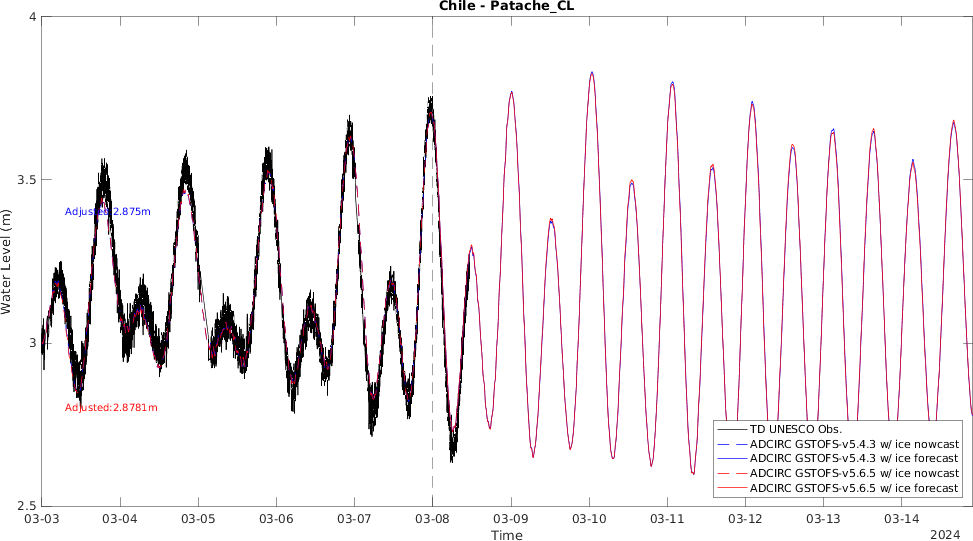 Chile - Patache_CL
Water Level (m)
4
3.5
3
2.5
Adjusted:2.875m
Adjusted:2.8781m
TD UNESCO Obs.
ADCIRC GSTOFS-v5.4.3 w/ ice nowcast
ADCIRC GSTOFS-v5.4.3 w/ ice forecast
ADCIRC GSTOFS-v5.6.5 w/ ice nowcast
ADCIRC GSTOFS-v5.6.5 w/ ice forecast
03-03 03-04 03-05 03-06 03-07 03-08 03-09 03-10 03-11 03-12 03-13 03-14
Time
2024